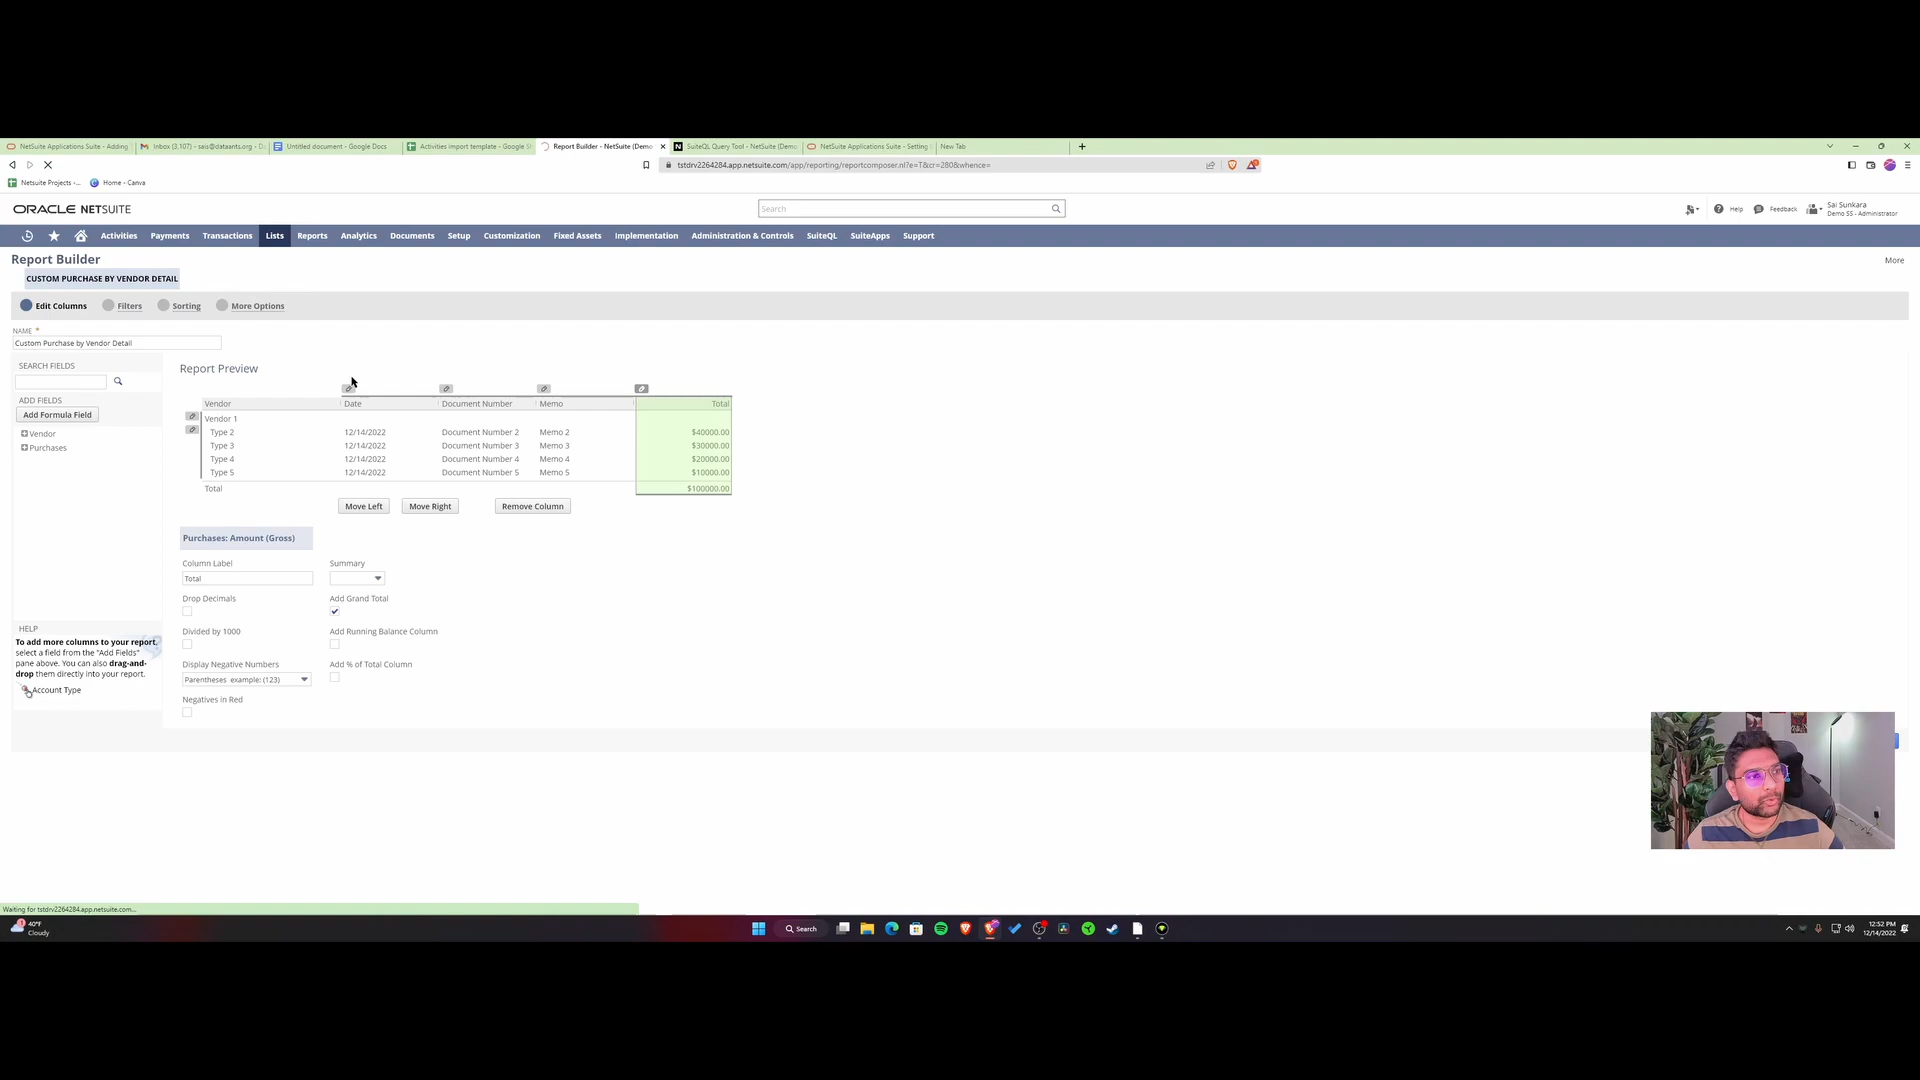 NetSuite Applications Suite - Adding
Inbox (3,107) - sais@dataants.org - D
Untitled document - Google Docs
Activities import template - Google S
Report Builder - NetSuite (Demo
SuiteQL Query Tool - NetSuite (Demo
NetSuite Applications Suite - Setting
New Tab
tstdrv2264284.app.netsuite.com/app/reporting/reportcomposer.nl?e=T&cr=280&whence=
Netsuite Projects -...
Home - Canva
ORACLE NETSUITE
Search
Help
Feedback
Sai Sunkara
Demo SS - Administrator
Activities Payments Transactions Lists Reports Analytics Documents Setup Customization Fixed Assets Implementation Administration & Controls SuiteQL SuiteApps Support
Report Builder
More
CUSTOM PURCHASE BY VENDOR DETAIL
Edit Columns Filters Sorting More Options
NAME *
Custom Purchase by Vendor Detail
SEARCH FIELDS
ADD FIELDS
Add Formula Field
Vendor
Purchases
HELP
To add more columns to your report,
select a field from the "Add Fields"
pane above. You can also drag-and-
drop them directly into your report.
Account Type
Report Preview
Vendor Date Document Number Memo Total
Vendor 1
Type 2 12/14/2022 Document Number 2 Memo 2 $40000.00
Type 3 12/14/2022 Document Number 3 Memo 3 $30000.00
Type 4 12/14/2022 Document Number 4 Memo 4 $20000.00
Type 5 12/14/2022 Document Number 5 Memo 5 $10000.00
Total $100000.00
Move Left Move Right Remove Column
Purchases: Amount (Gross)
Column Label Summary
Total
Drop Decimals Add Grand Total
Divided by 1000 Add Running Balance Column
Display Negative Numbers Add % of Total Column
Parentheses example: (123)
Negatives in Red
Waiting for tstdrv2264284.app.netsuite.com...
40°F
Cloudy
Search
12:52 PM
12/14/2022